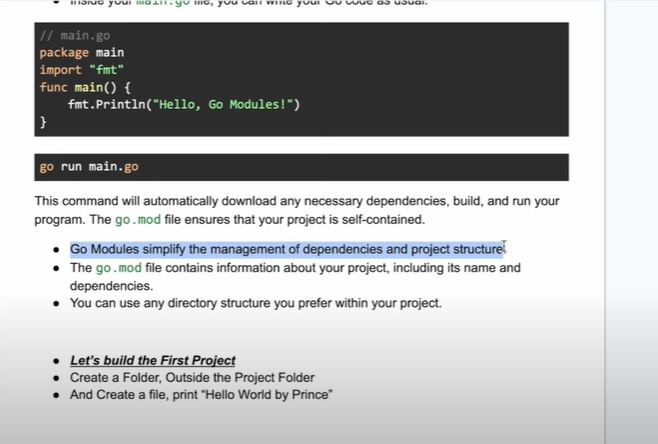 Inside your main.go file, you can write your Go code as usual.
// main.go
package main
import "fmt"
func main() {
fmt.Println("Hello, Go Modules!")
}
go run main.go
This command will automatically download any necessary dependencies, build, and run your
program. The go.mod file ensures that your project is self-contained.
Go Modules simplify the management of dependencies and project structure.
The go.mod file contains information about your project, including its name and
dependencies.
You can use any directory structure you prefer within your project.
Let's build the First Project
Create a Folder, Outside the Project Folder
And Create a file, print “Hello World by Prince”